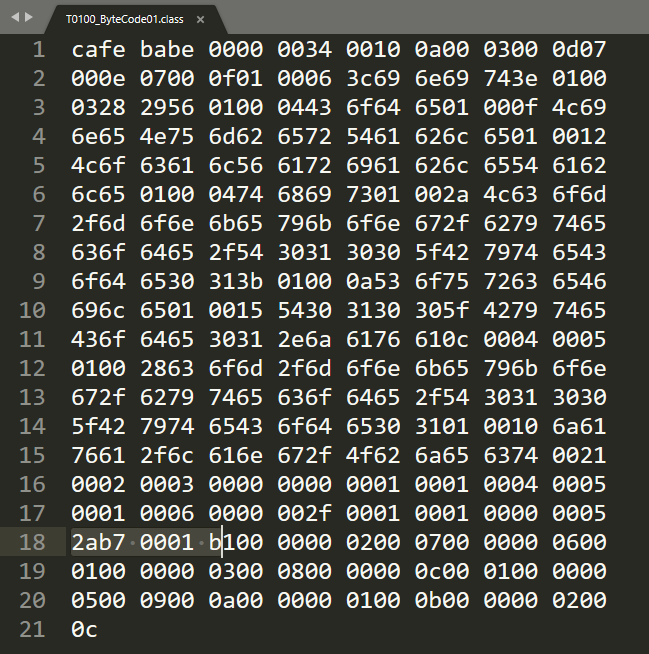 T0100_ByteCode01.class ×
1 cafe babe 0000 0034 0010 0a00 0300 0d07
2 000e 0700 0f01 0006 3c69 6e69 743e 0100
3 0328 2956 0100 0443 6f64 6501 000f 4c69
4 6e65 4e75 6d62 6572 5461 626c 6501 0012
5 4c6f 6361 6c56 6172 6961 626c 6554 6162
6 6c65 0100 0474 6869 7301 002a 4c63 6f6d
7 2f6d 6f6e 6b65 796b 6f6e 672f 6279 7465
8 636f 6465 2f54 3031 3030 5f42 7974 6543
9 6f64 6530 313b 0100 0a53 6f75 7263 6546
10 696c 6501 0015 5430 3130 305f 4279 7465
11 436f 6465 3031 2e6a 6176 610c 0004 0005
12 0100 2863 6f6d 2f6d 6f6e 6b65 796b 6f6e
13 672f 6279 7465 636f 6465 2f54 3031 3030
14 5f42 7974 6543 6f64 6530 3101 0010 6a61
15 7661 2f6c 616e 672f 4f62 6a65 6374 0021
16 0002 0003 0000 0000 0001 0001 0004 0005
17 0001 0006 0000 002f 0001 0001 0000 0005
18 2ab7 0001 b100 0000 0200 0700 0000 0600
19 0100 0000 0300 0800 0000 0c00 0100 0000
20 0500 0900 0a00 0000 0100 0b00 0000 0200
21 0c